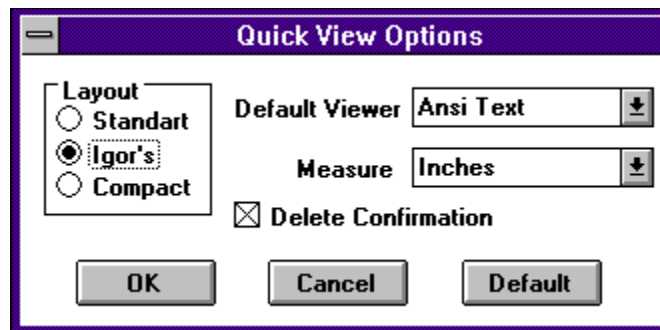 Quick View Options
Layout
Standart
Igor's
Compact
Default Viewer Ansi Text
Measure Inches
Delete Confirmation
OK Cancel Default